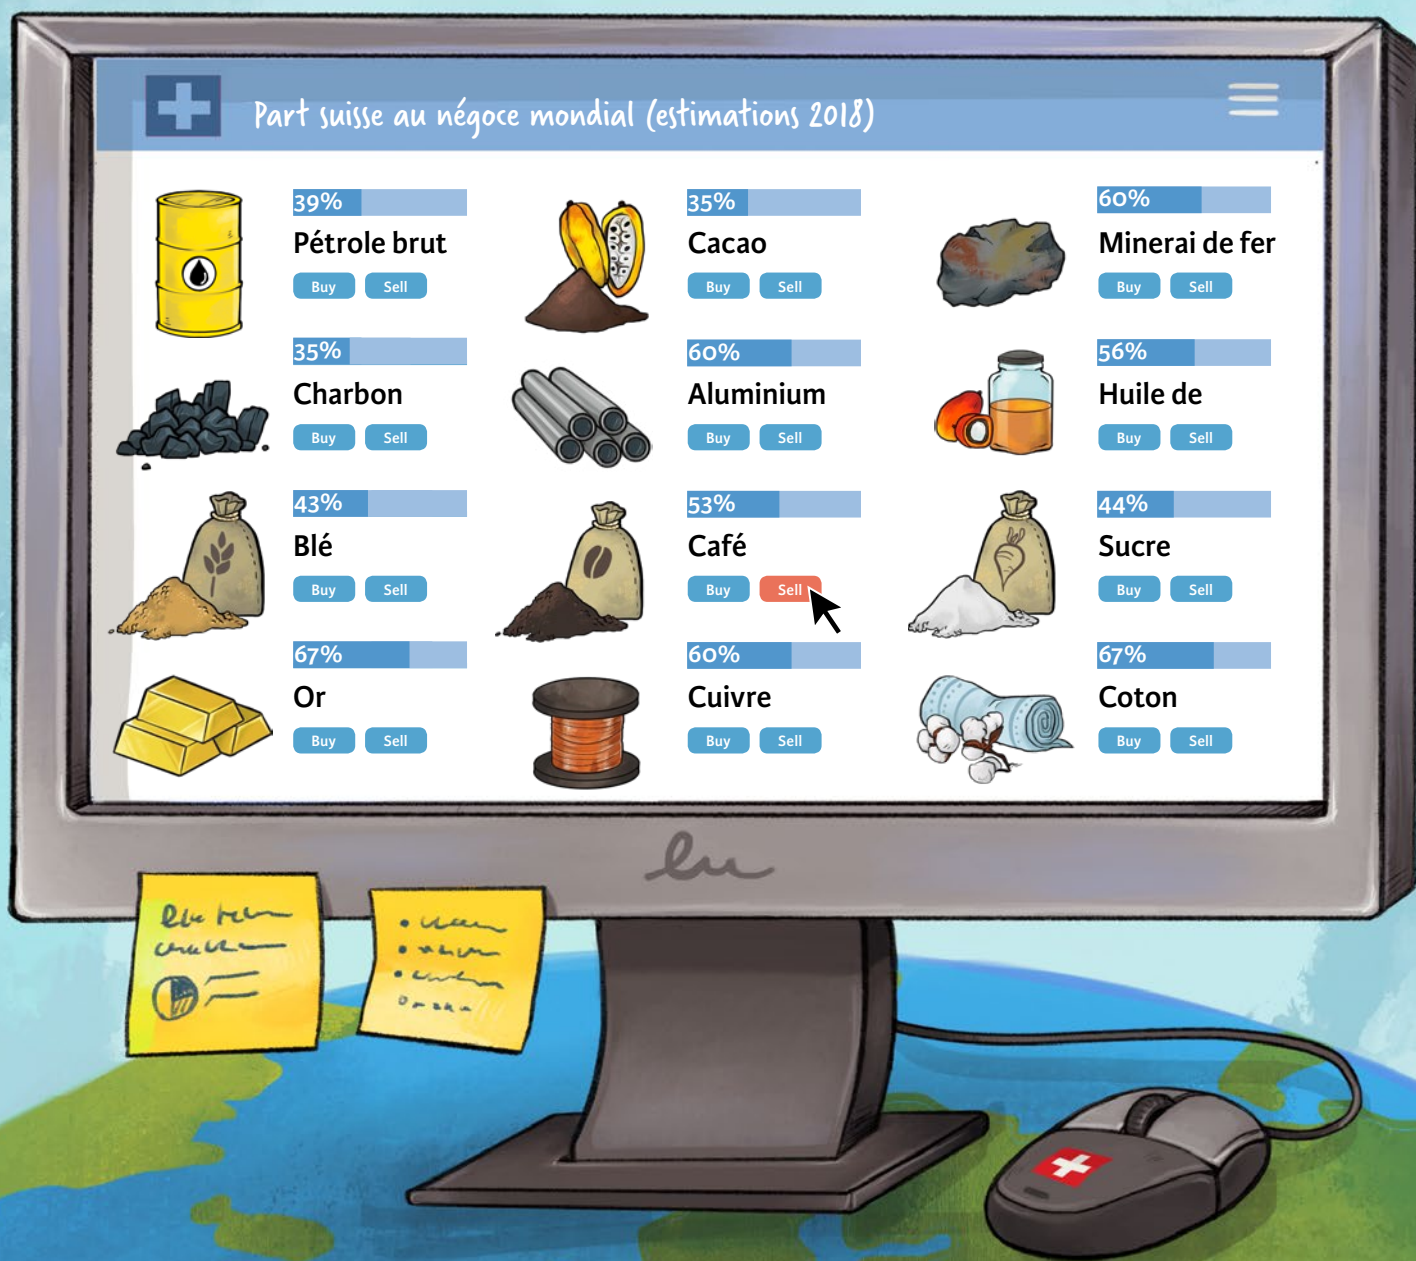 Part suisse au négoce mondial (estimations 2018)
39%
Pétrole brut
Buy Sell
35%
Cacao
Buy Sell
60%
Minerai de fer
Buy Sell
35%
Charbon
Buy Sell
60%
Aluminium
Buy Sell
56%
Huile de
Buy Sell
43%
Blé
Buy Sell
53%
Café
Buy Sell
44%
Sucre
Buy Sell
67%
Or
Buy Sell
60%
Cuivre
Buy Sell
67%
Coton
Buy Sell